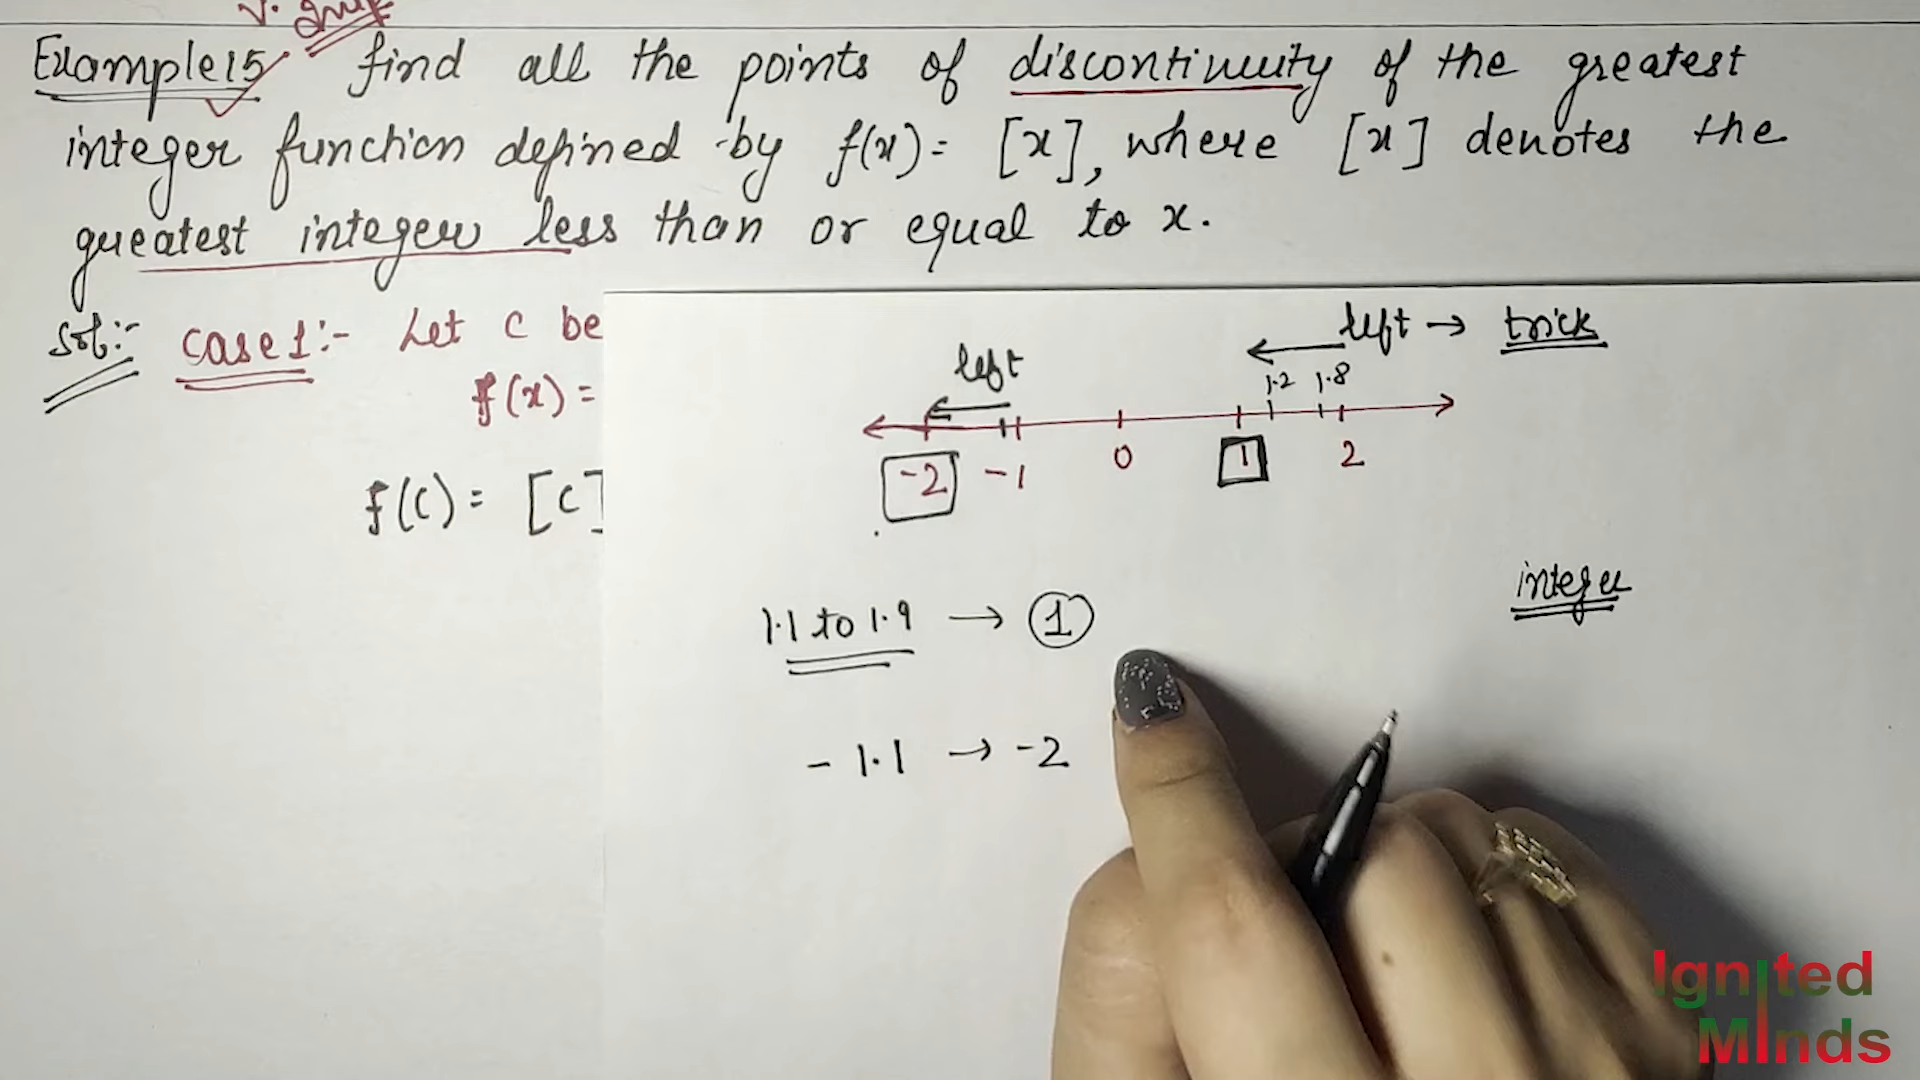 V. Imp
Example 15 find all the points of discontinuity of the greatest
integer function defined by f(x) = [x], where [x] denotes the
greatest integer less than or equal to x.
Sol:- Case 1:- Let c be
f(x) =
f(c) = [c]
left → trick
left
1.2 1.8
-2 -1 0 1 2
integer
1.1 to 1.9 → 1
- 1.1 → -2
Ignited
Minds